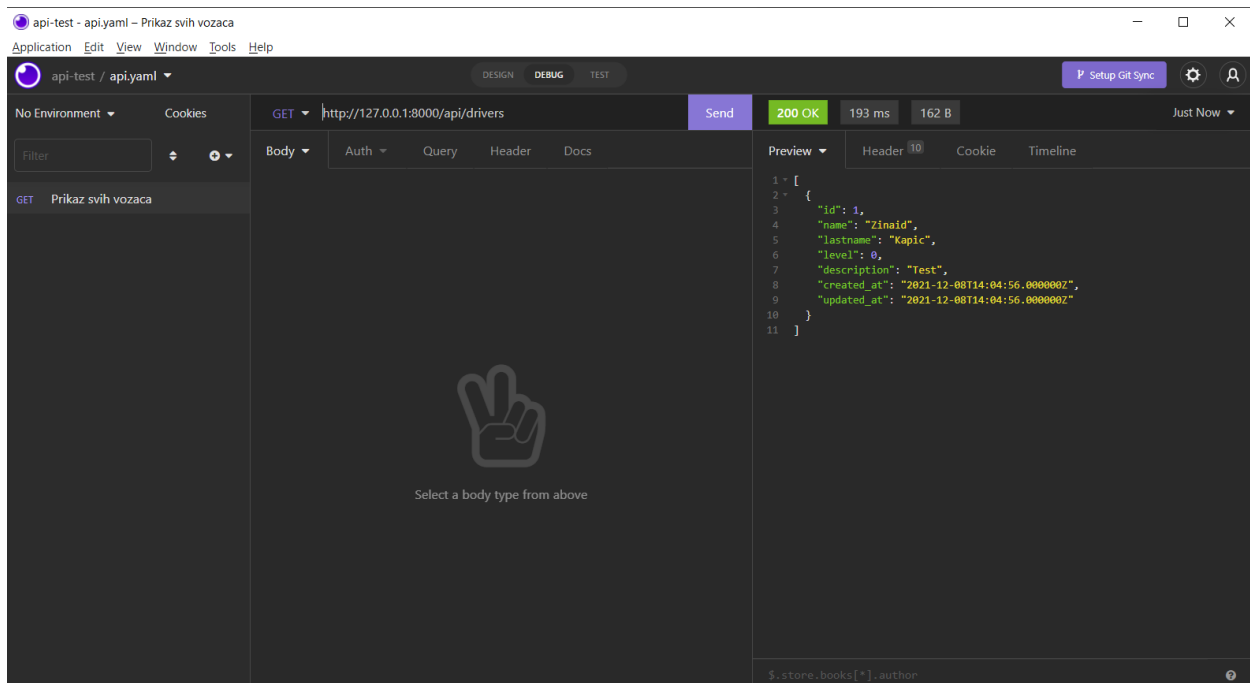 api-test - api.yaml – Prikaz svih vozaca
Application Edit View Window Tools Help
api-test / api.yaml
DESIGN DEBUG TEST
Setup Git Sync
No Environment Cookies
GET http://127.0.0.1:8000/api/drivers Send
200 OK 193 ms 162 B Just Now
Filter
Body Auth Query Header Docs
Preview Header 10 Cookie Timeline
GET Prikaz svih vozaca
1 [
2 {
3 "id": 1,
4 "name": "Zinaid",
5 "lastname": "Kapic",
6 "level": 0,
7 "description": "Test",
8 "created_at": "2021-12-08T14:04:56.000000Z",
9 "updated_at": "2021-12-08T14:04:56.000000Z"
10 }
11 ]
Select a body type from above
$.store.books[*].author